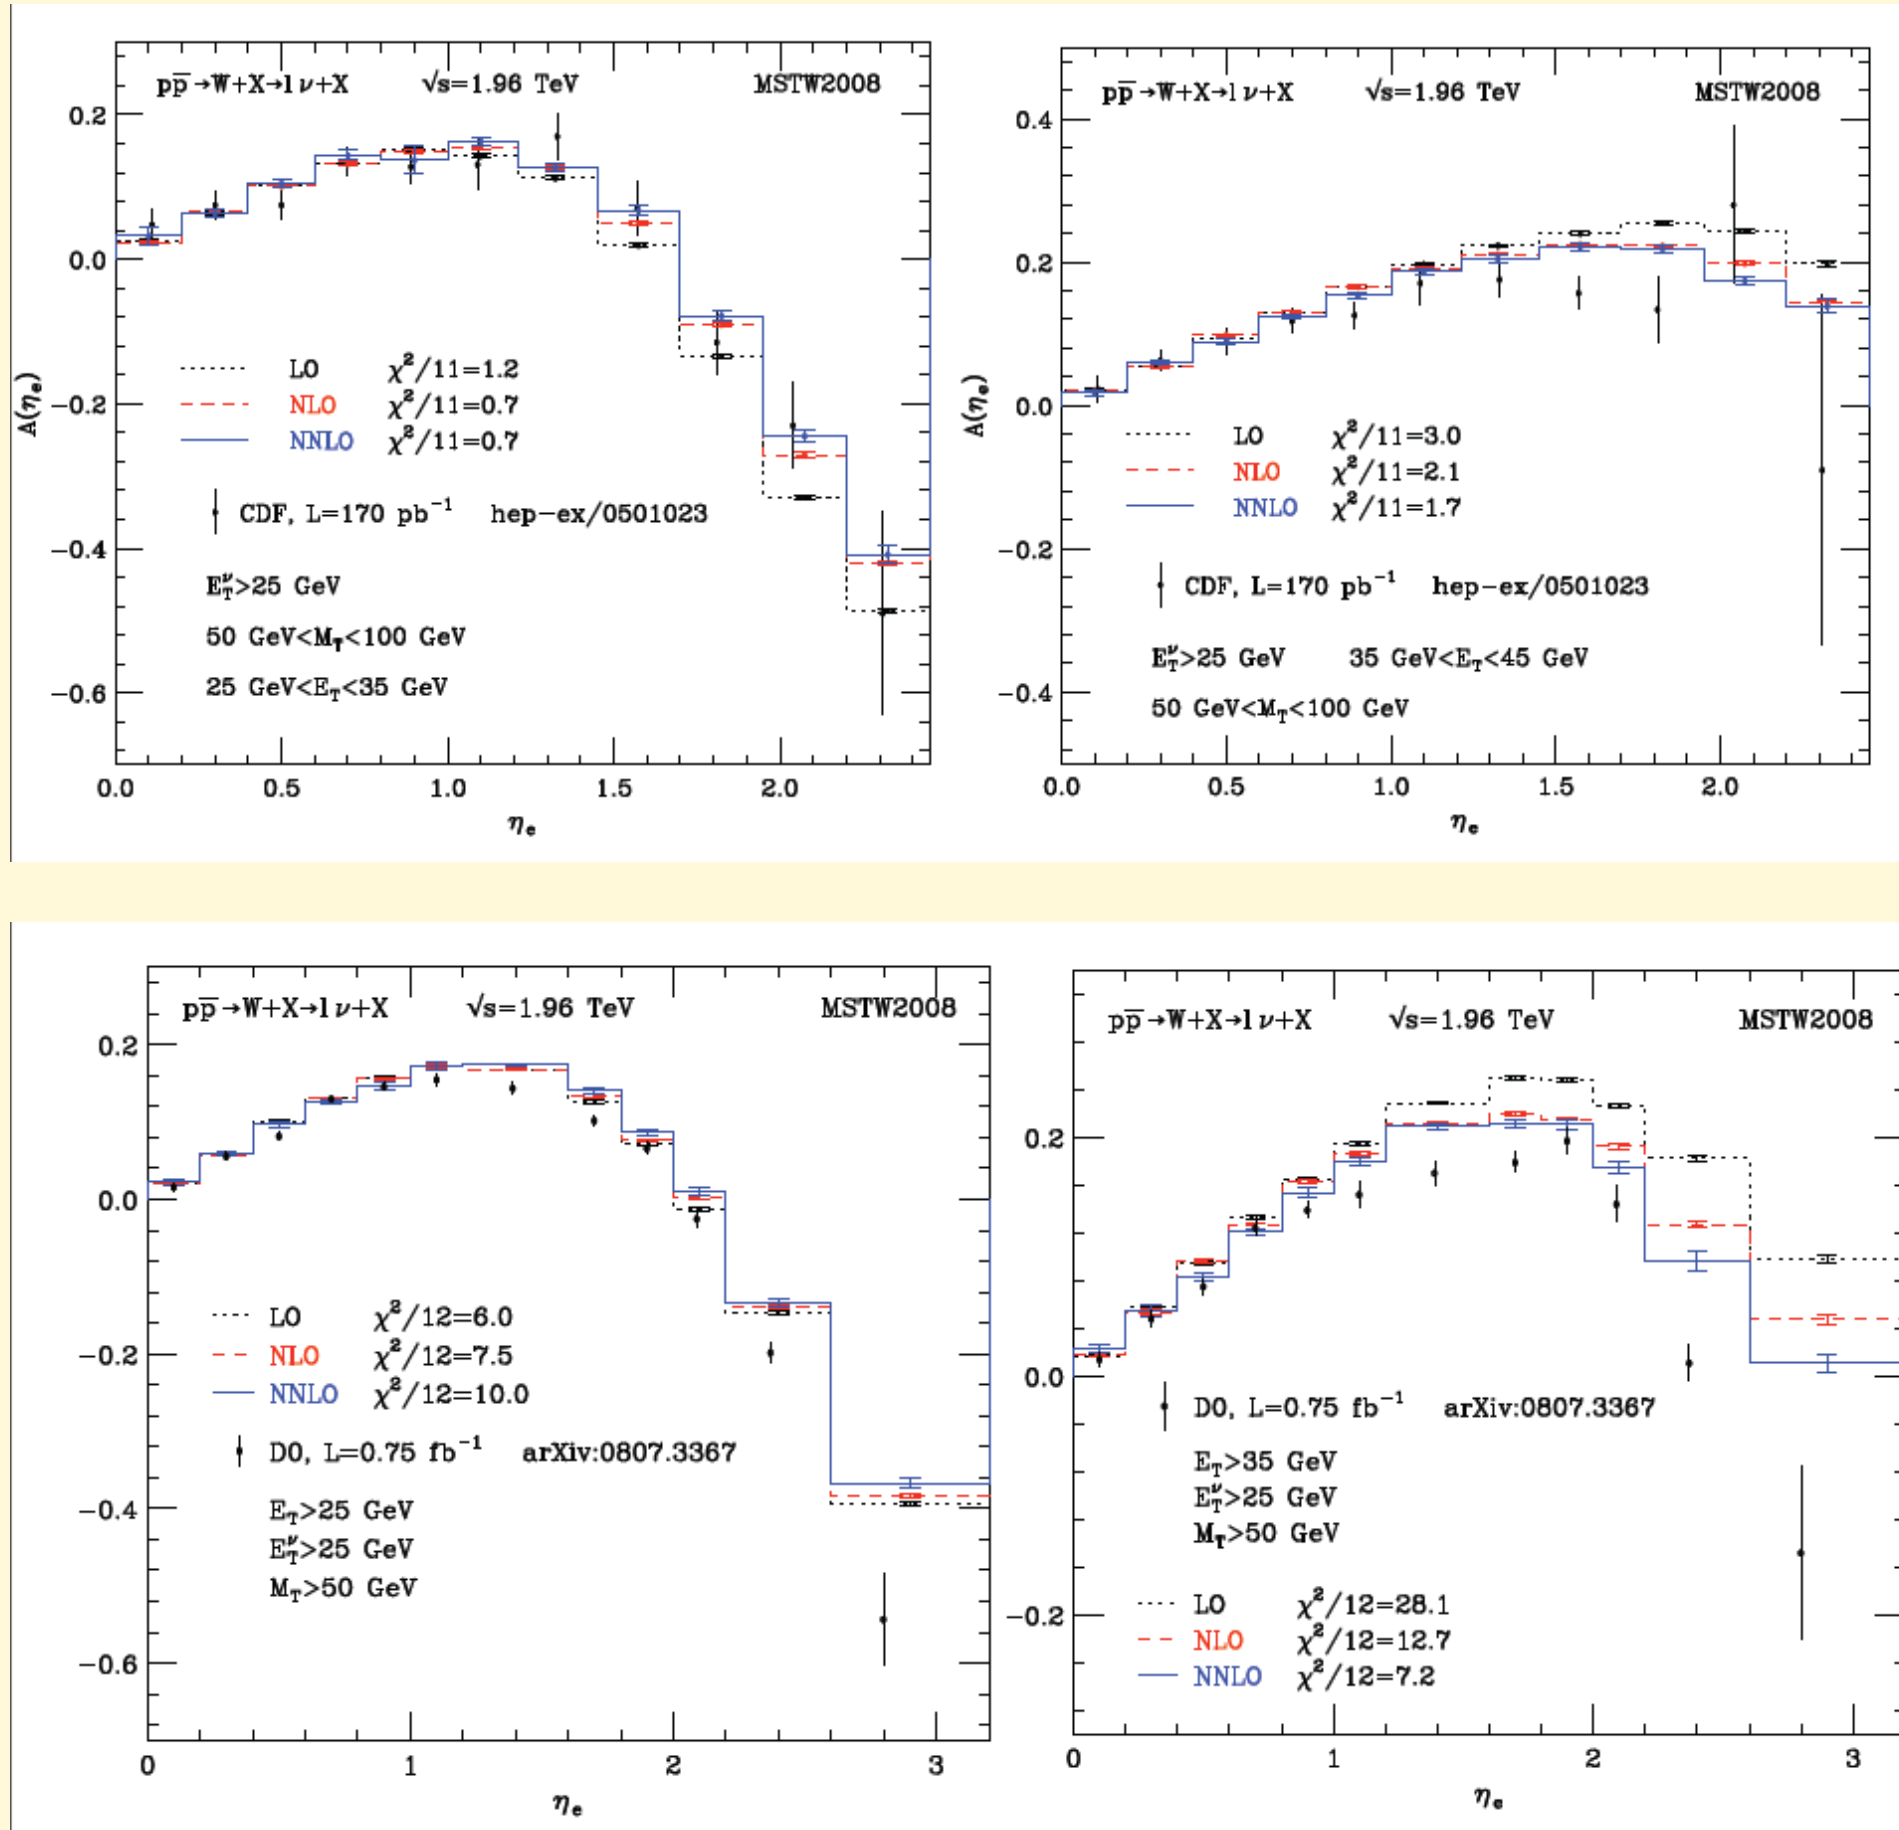 pp̅→W+X→lν+X √s=1.96 TeV MSTW2008
0.2
0.0
−0.2
−0.4
−0.6
A(η_e)
LO χ²/11=1.2
NLO χ²/11=0.7
NNLO χ²/11=0.7
CDF, L=170 pb⁻¹ hep-ex/0501023
E_T^ν>25 GeV
50 GeV<M_T<100 GeV
25 GeV<E_T<35 GeV
0.0 0.5 1.0 1.5 2.0
η_e
pp̅→W+X→lν+X √s=1.96 TeV MSTW2008
0.4
0.2
0.0
−0.2
−0.4
A(η_e)
LO χ²/11=3.0
NLO χ²/11=2.1
NNLO χ²/11=1.7
CDF, L=170 pb⁻¹ hep-ex/0501023
E_T^ν>25 GeV 35 GeV<E_T<45 GeV
50 GeV<M_T<100 GeV
0.0 0.5 1.0 1.5 2.0
η_e
pp̅→W+X→lν+X √s=1.96 TeV MSTW2008
0.2
0.0
−0.2
−0.4
−0.6
LO χ²/12=6.0
NLO χ²/12=7.5
NNLO χ²/12=10.0
D0, L=0.75 fb⁻¹ arXiv:0807.3367
E_T>25 GeV
E_T^ν>25 GeV
M_T>50 GeV
0 1 2 3
η_e
pp̅→W+X→lν+X √s=1.96 TeV MSTW2008
0.2
0.0
−0.2
D0, L=0.75 fb⁻¹ arXiv:0807.3367
E_T>35 GeV
E_T^ν>25 GeV
M_T>50 GeV
LO χ²/12=28.1
NLO χ²/12=12.7
NNLO χ²/12=7.2
0 1 2 3
η_e